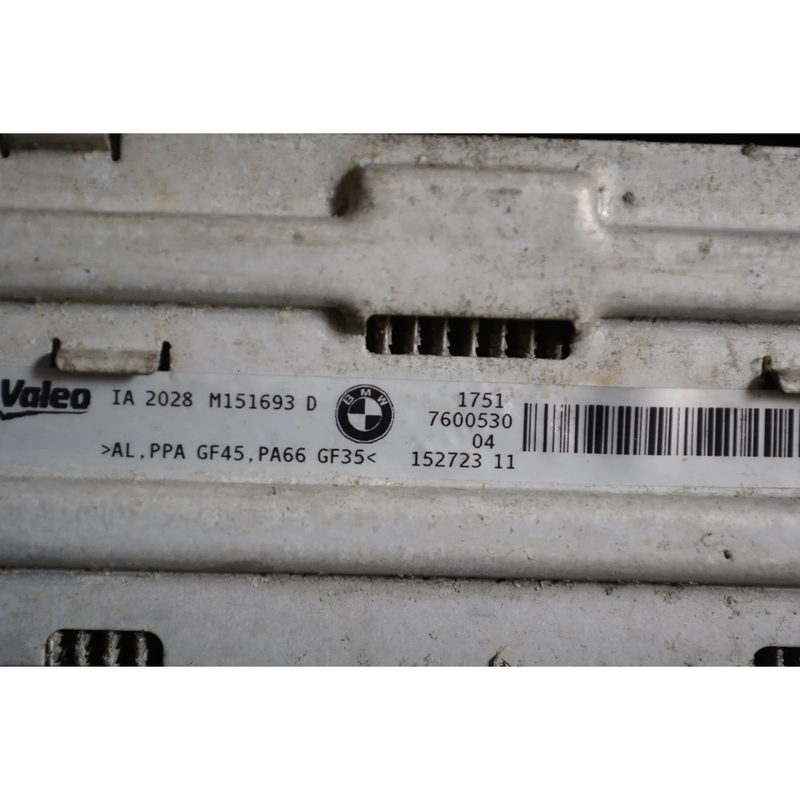 Valeo IA 2028 M151693 D BMW 1751
7600530
04
>AL,PPA GF45,PA66 GF35< 152723 11